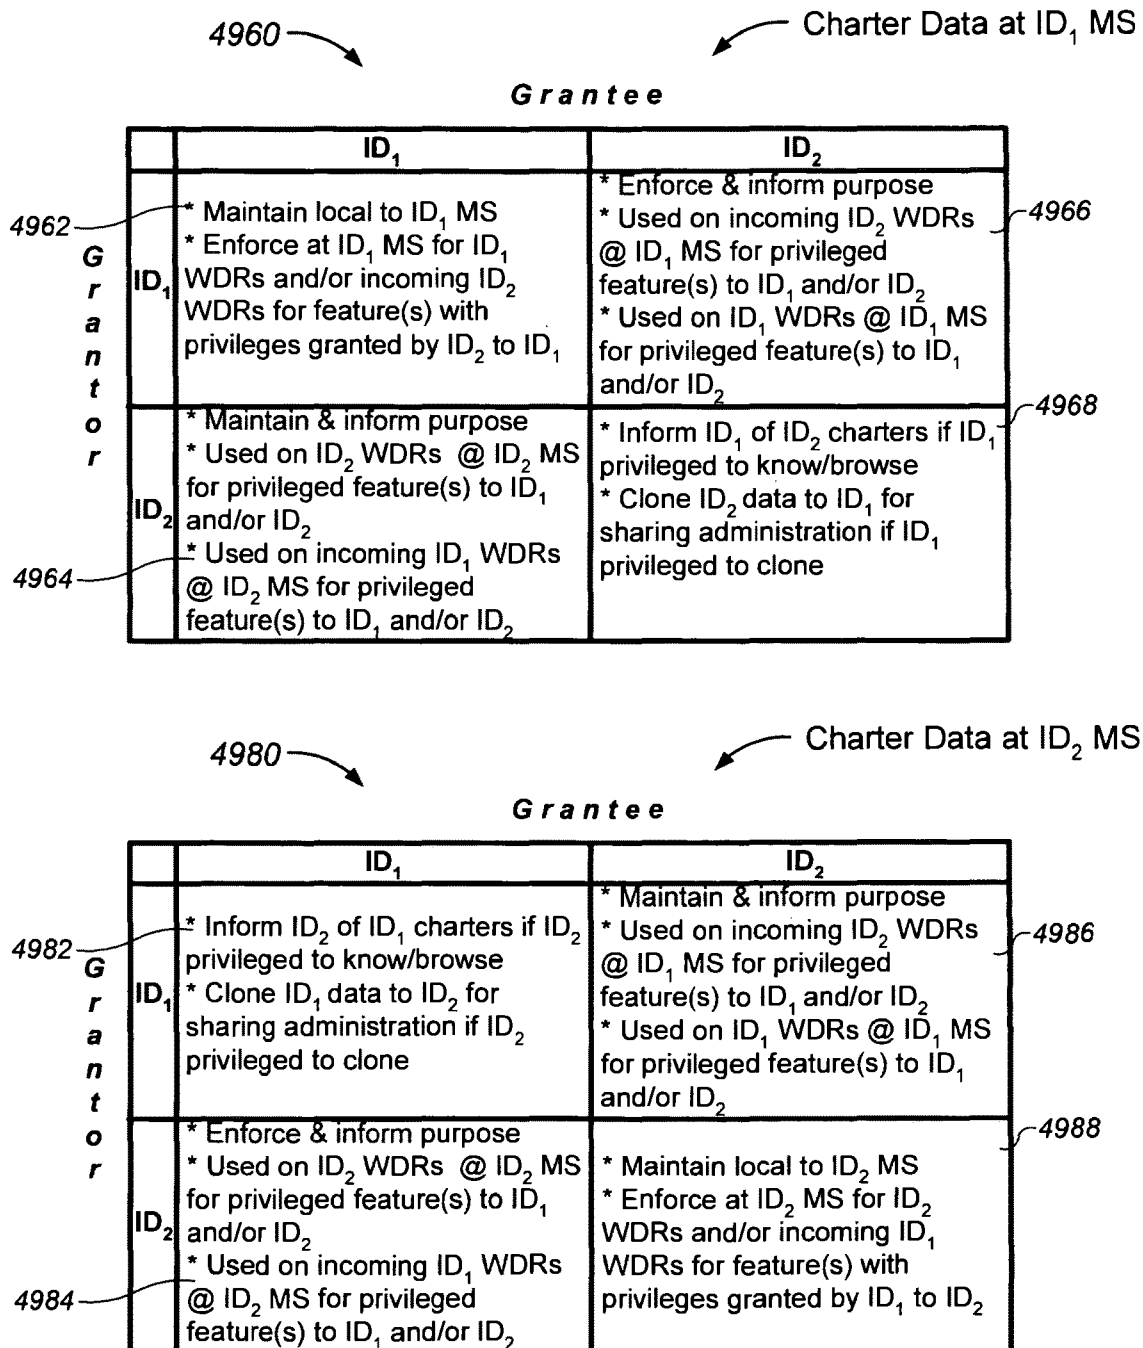 4960
Charter Data at ID₁ MS
Grantee
ID₁
ID₂
Grantor
4962
ID₁
* Maintain local to ID₁ MS
* Enforce at ID₁ MS for ID₁
WDRs and/or incoming ID₂
WDRs for feature(s) with
privileges granted by ID₂ to ID₁
* Enforce & inform purpose
* Used on incoming ID₂ WDRs
@ ID₁ MS for privileged
feature(s) to ID₁ and/or ID₂
* Used on ID₁ WDRs @ ID₁ MS
for privileged feature(s) to ID₁
and/or ID₂
4966
4964
ID₂
* Maintain & inform purpose
* Used on ID₂ WDRs @ ID₂ MS
for privileged feature(s) to ID₁
and/or ID₂
* Used on incoming ID₁ WDRs
@ ID₂ MS for privileged
feature(s) to ID₁ and/or ID₂
* Inform ID₁ of ID₂ charters if ID₁
privileged to know/browse
* Clone ID₂ data to ID₁ for
sharing administration if ID₁
privileged to clone
4968
4980
Charter Data at ID₂ MS
Grantee
ID₁
ID₂
Grantor
4982
ID₁
* Inform ID₂ of ID₁ charters if ID₂
privileged to know/browse
* Clone ID₁ data to ID₂ for
sharing administration if ID₂
privileged to clone
* Maintain & inform purpose
* Used on incoming ID₂ WDRs
@ ID₁ MS for privileged
feature(s) to ID₁ and/or ID₂
* Used on ID₁ WDRs @ ID₁ MS
for privileged feature(s) to ID₁
and/or ID₂
4986
4984
ID₂
* Enforce & inform purpose
* Used on ID₂ WDRs @ ID₂ MS
for privileged feature(s) to ID₁
and/or ID₂
* Used on incoming ID₁ WDRs
@ ID₂ MS for privileged
feature(s) to ID₁ and/or ID₂
* Maintain local to ID₂ MS
* Enforce at ID₂ MS for ID₂
WDRs and/or incoming ID₁
WDRs for feature(s) with
privileges granted by ID₁ to ID₂
4988